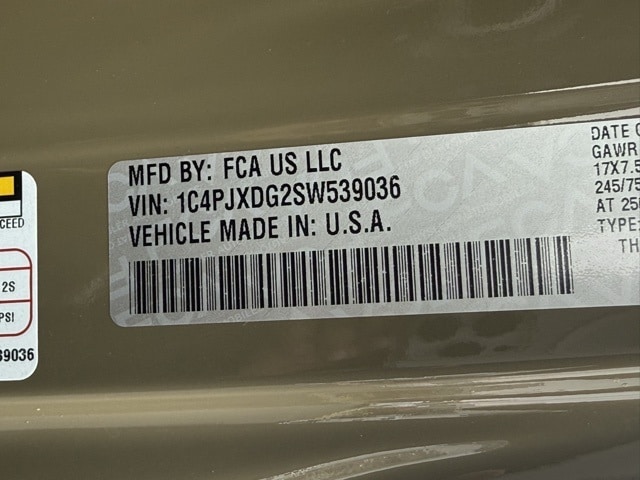 MFD BY: FCA US LLC
VIN: 1C4PJXDG2SW539036
VEHICLE MADE IN: U.S.A.
DATE O
GAWR
17X7.5
245/75
AT 25
TYPE:
TH
CEED
2S
PSI
39036